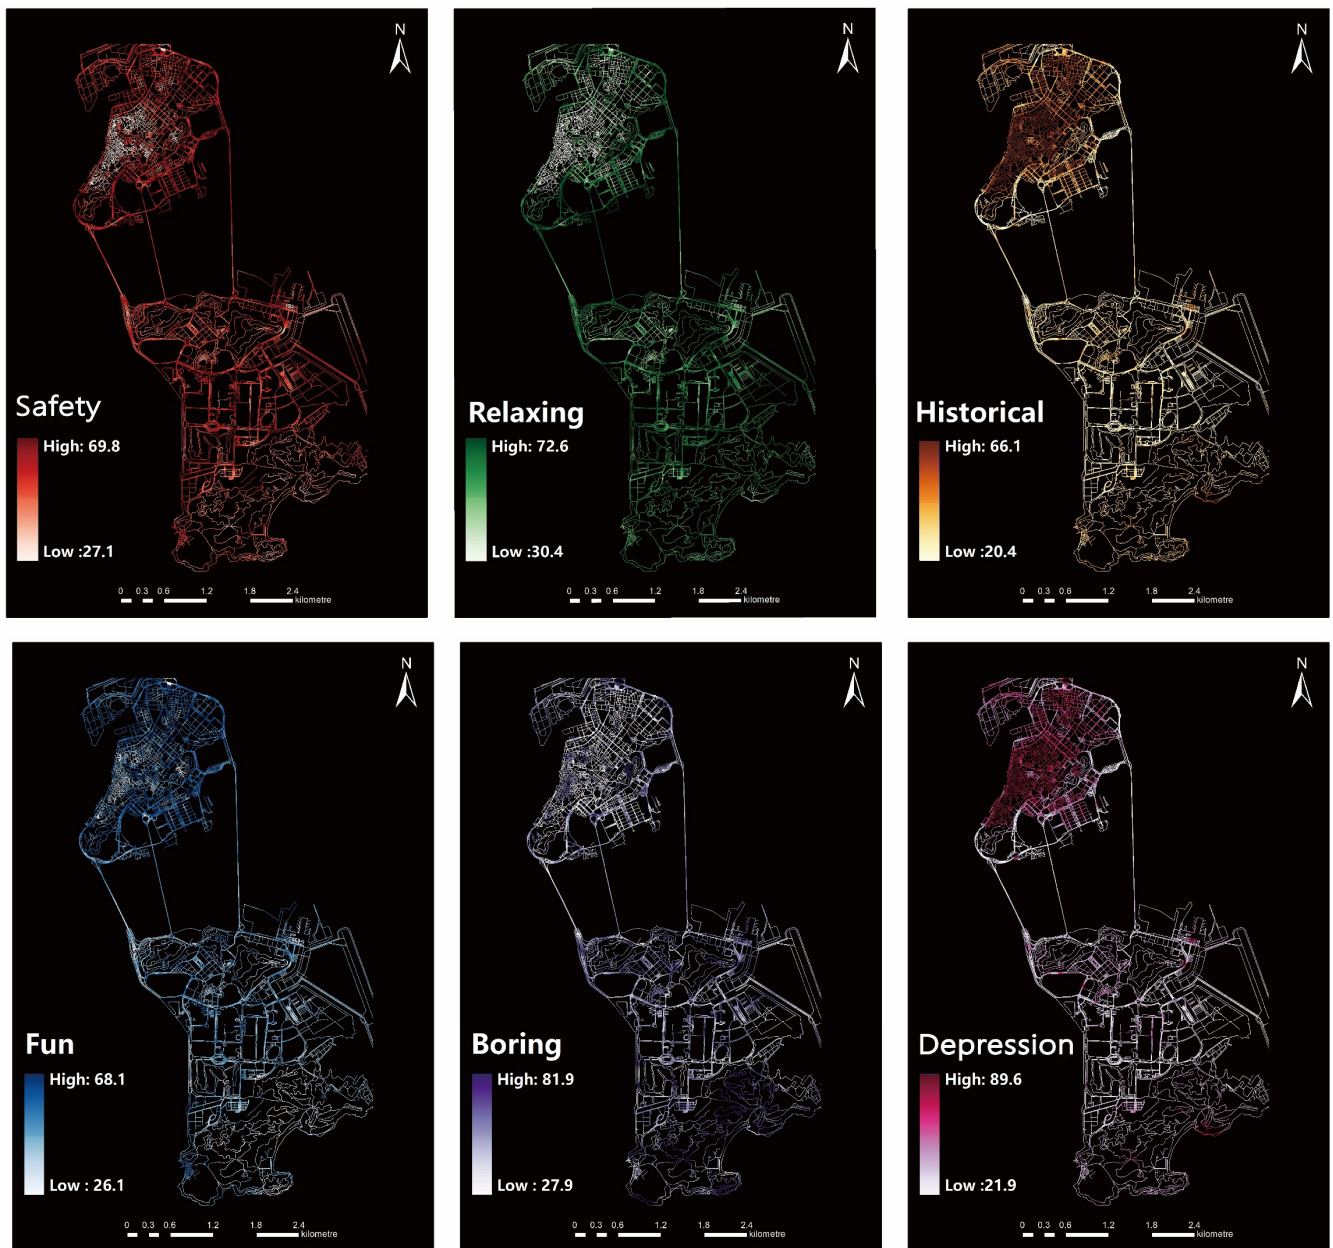 N
Safety
High: 69.8
Low :27.1
0 0.3 0.6 1.2 1.8 2.4
kilometre
N
Relaxing
High: 72.6
Low :30.4
0 0.3 0.6 1.2 1.8 2.4
kilometre
N
Historical
High: 66.1
Low :20.4
0 0.3 0.6 1.2 1.8 2.4
kilometre
N
Fun
High: 68.1
Low : 26.1
0 0.3 0.6 1.2 1.8 2.4
kilometre
N
Boring
High: 81.9
Low : 27.9
0 0.3 0.6 1.2 1.8 2.4
kilometre
N
Depression
High: 89.6
Low :21.9
0 0.3 0.6 1.2 1.8 2.4
kilometre